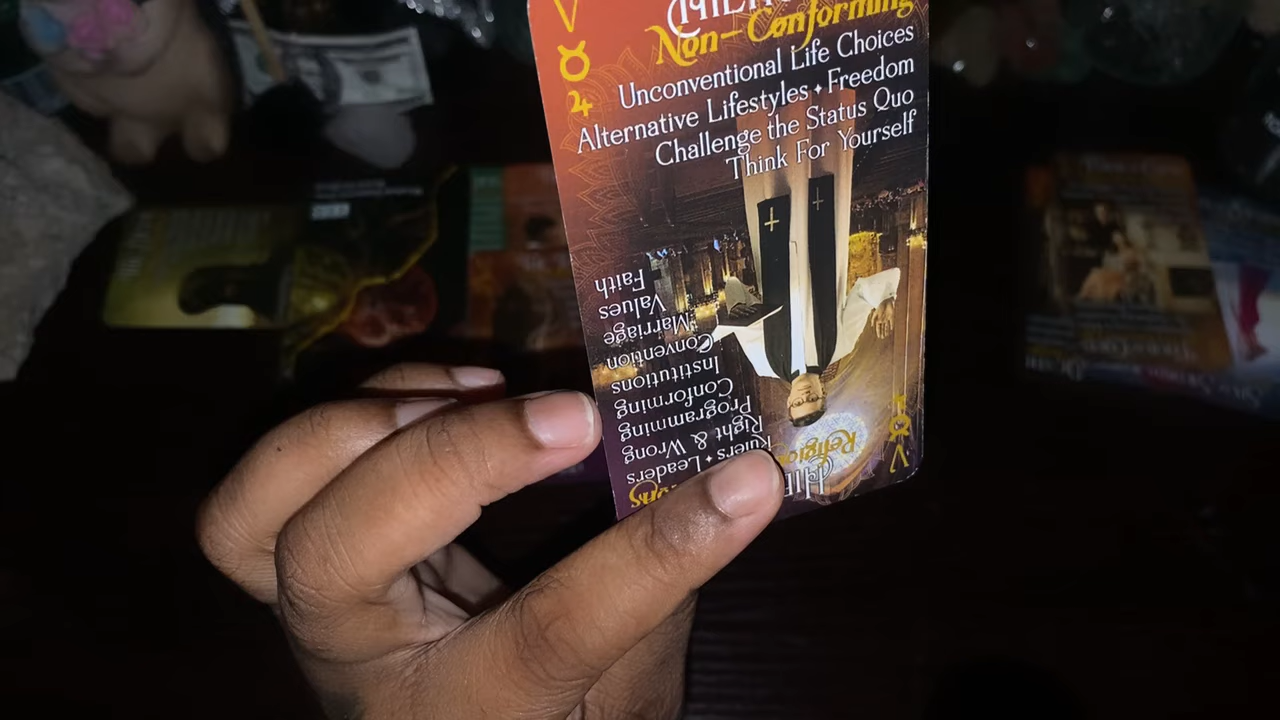 Non-Conforming
Unconventional Life Choices
Alternative Lifestyles • Freedom
Challenge the Status Quo
Think For Yourself
Faith
Values
Marriage
Convention
Institutions
Conforming
Programming
Right & Wrong
Rulers • Leaders